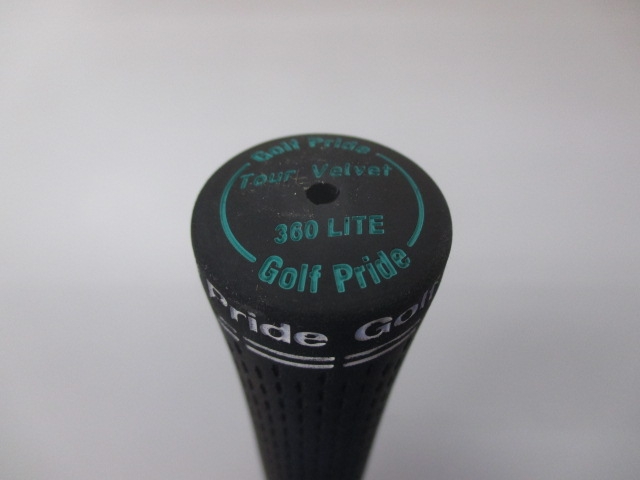 Golf Pride
Tour Velvet
360 LITE
Golf Pride
Pride Golf